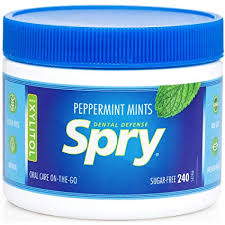 XYLITOL
PEPPERMINT MINTS
DENTAL DEFENSE
Spry®
ORAL CARE ON-THE-GO
SUGAR-FREE 240